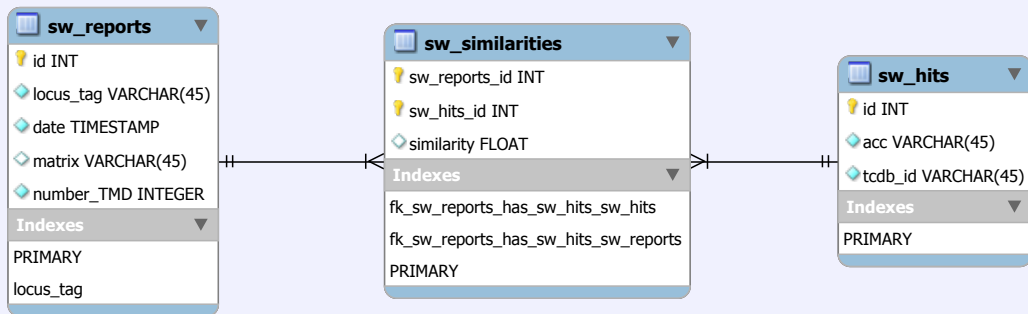 sw_reports
id INT
locus_tag VARCHAR(45)
date TIMESTAMP
matrix VARCHAR(45)
number_TMD INTEGER
Indexes
PRIMARY
locus_tag
sw_similarities
sw_reports_id INT
sw_hits_id INT
similarity FLOAT
Indexes
fk_sw_reports_has_sw_hits_sw_hits
fk_sw_reports_has_sw_hits_sw_reports
PRIMARY
sw_hits
id INT
acc VARCHAR(45)
tcdb_id VARCHAR(45)
Indexes
PRIMARY